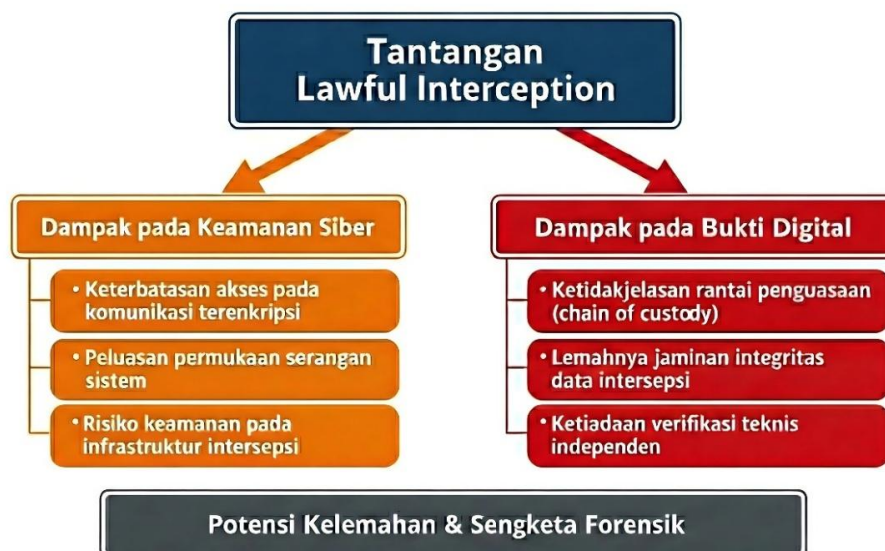 Tantangan
Lawful Interception
Dampak pada Keamanan Siber
• Keterbatasan akses pada
komunikasi terenkripsi
• Peluasan permukaan serangan
sistem
• Risiko keamanan pada
infrastruktur intersepsi
Dampak pada Bukti Digital
• Ketidakjelasan rantai penguasaan
(chain of custody)
• Lemahnya jaminan integritas
data intersepsi
• Ketiadaan verifikasi teknis
independen
Potensi Kelemahan & Sengketa Forensik